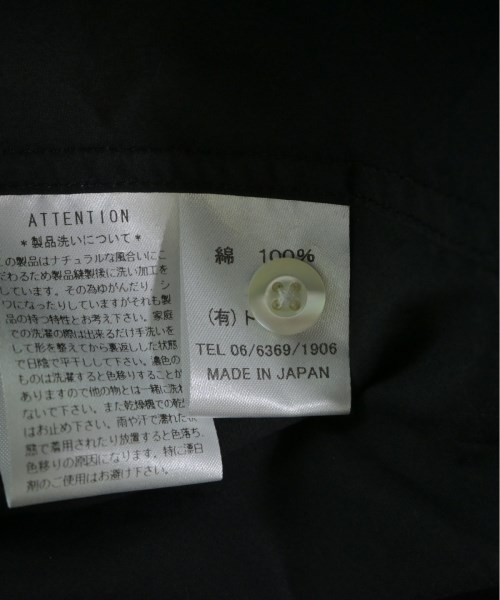 ATTENTION
*製品洗いについて*
の製品はナチュラルな風合いにこ
だわるため製品縫製後に洗い加工を
しています。その為ゆがんだり、シ
ワになったりしていますがそれも製
品の持つ特性とお考え下さい。家庭
での洗濯の際は出来るだけ手洗いを
して形を整えてから裏返しした状態
で日陰で平干しして下さい。濃色の
ものは洗濯すると色移りすることが
ありますので他の物とは一緒に洗わ
ないで下さい。また乾燥機での乾
はお止め下さい。雨や汗で濡れた状
態で着用されたり放置すると色落ち、
色移りの原因になります。特に漂白
剤のご使用はお避け下さい。
綿 100%
(有)ト
TEL 06/6369/1906
MADE IN JAPAN